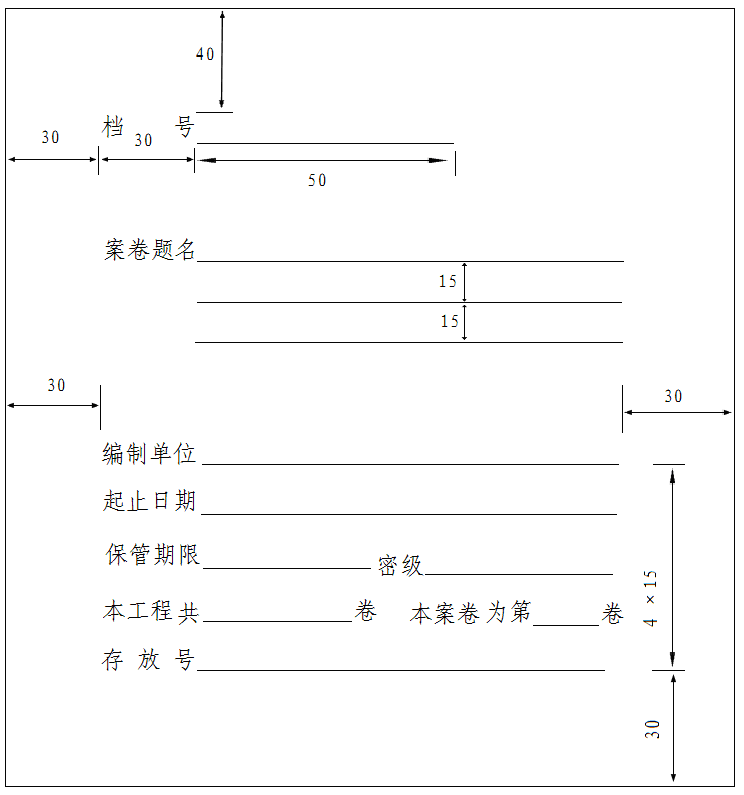 40
档 号
30 30
50
案卷题名
15
15
30 30
编制单位
起止日期
保管期限 密级
本工程共 卷 本案卷为第 卷
4×15
存放号
30